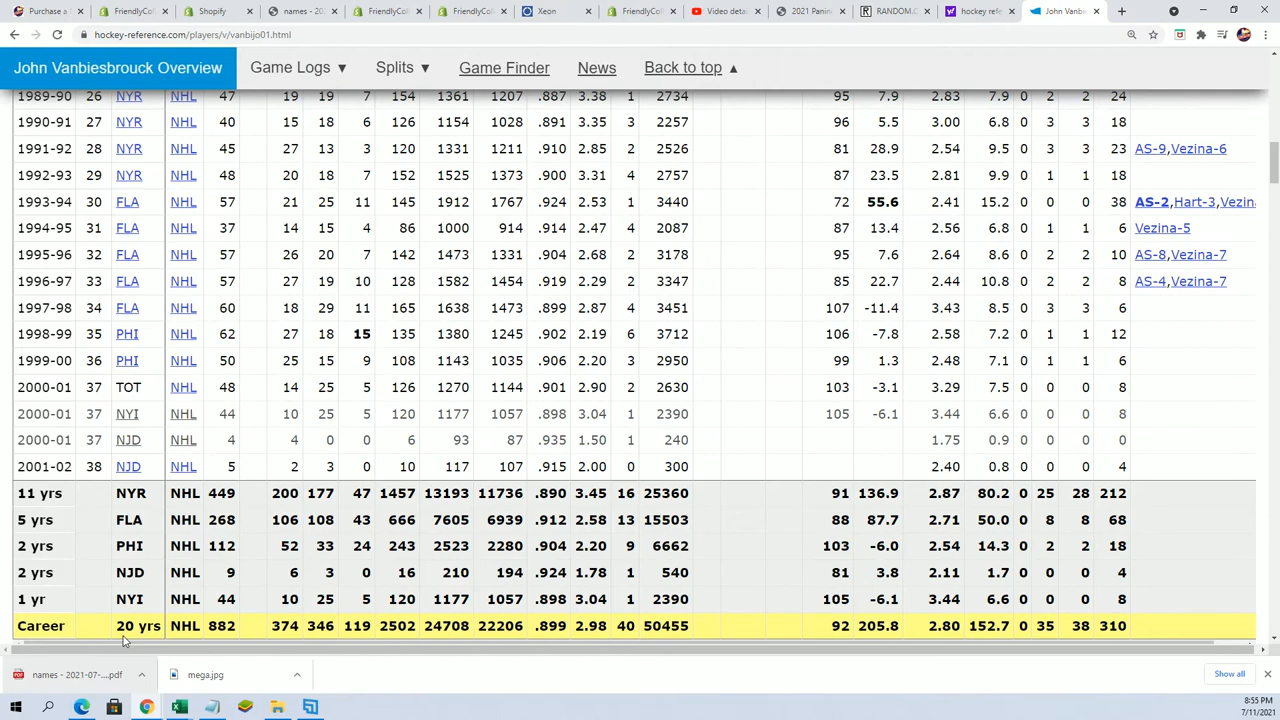 Purchase a
FriendlyCo
Shopify
names - 20
FriendlyCo
FriendlyCo
Xeon
FriendlyCo
Video detai
2021 Panin
RANDOM.C
hockey refe
John Vanbie
hockey-reference.com/players/v/vanbijo01.html
John Vanbiesbrouck Overview Game Logs ▼ Splits ▼ Game Finder News Back to top ▲
1989-90 26 NYR NHL 47 19 19 7 154 1361 1207 .887 3.38 1 2734 95 7.9 2.83 7.9 0 2 2 24
1990-91 27 NYR NHL 40 15 18 6 126 1154 1028 .891 3.35 3 2257 96 5.5 3.00 6.8 0 3 3 18
1991-92 28 NYR NHL 45 27 13 3 120 1331 1211 .910 2.85 2 2526 81 28.9 2.54 9.5 0 3 3 23 AS-9,Vezina-6
1992-93 29 NYR NHL 48 20 18 7 152 1525 1373 .900 3.31 4 2757 87 23.5 2.81 9.9 0 1 1 18
1993-94 30 FLA NHL 57 21 25 11 145 1912 1767 .924 2.53 1 3440 72 55.6 2.41 15.2 0 0 0 38 AS-2,Hart-3,Vezin
1994-95 31 FLA NHL 37 14 15 4 86 1000 914 .914 2.47 4 2087 87 13.4 2.56 6.8 0 1 1 6 Vezina-5
1995-96 32 FLA NHL 57 26 20 7 142 1473 1331 .904 2.68 2 3178 95 7.6 2.64 8.6 0 2 2 10 AS-8,Vezina-7
1996-97 33 FLA NHL 57 27 19 10 128 1582 1454 .919 2.29 2 3347 85 22.7 2.44 10.8 0 2 2 8 AS-4,Vezina-7
1997-98 34 FLA NHL 60 18 29 11 165 1638 1473 .899 2.87 4 3451 107 -11.4 3.43 8.5 0 3 3 6
1998-99 35 PHI NHL 62 27 18 15 135 1380 1245 .902 2.19 6 3712 106 -7.8 2.58 7.2 0 1 1 12
1999-00 36 PHI NHL 50 25 15 9 108 1143 1035 .906 2.20 3 2950 99 1.3 2.48 7.1 0 1 1 6
2000-01 37 TOT NHL 48 14 25 5 126 1270 1144 .901 2.90 2 2630 103 -3.1 3.29 7.5 0 0 0 8
2000-01 37 NYI NHL 44 10 25 5 120 1177 1057 .898 3.04 1 2390 105 -6.1 3.44 6.6 0 0 0 8
2000-01 37 NJD NHL 4 4 0 0 6 93 87 .935 1.50 1 240 1.75 0.9 0 0 0 0
2001-02 38 NJD NHL 5 2 3 0 10 117 107 .915 2.00 0 300 2.40 0.8 0 0 0 4
11 yrs NYR NHL 449 200 177 47 1457 13193 11736 .890 3.45 16 25360 91 136.9 2.87 80.2 0 25 28 212
5 yrs FLA NHL 268 106 108 43 666 7605 6939 .912 2.58 13 15503 88 87.7 2.71 50.0 0 8 8 68
2 yrs PHI NHL 112 52 33 24 243 2523 2280 .904 2.20 9 6662 103 -6.0 2.54 14.3 0 2 2 18
2 yrs NJD NHL 9 6 3 0 16 210 194 .924 1.78 1 540 81 3.8 2.11 1.7 0 0 0 4
1 yr NYI NHL 44 10 25 5 120 1177 1057 .898 3.04 1 2390 105 -6.1 3.44 6.6 0 0 0 8
Career 20 yrs NHL 882 374 346 119 2502 24708 22206 .899 2.98 40 50455 92 205.8 2.80 152.7 0 35 38 310
names - 2021-07-....pdf
mega.jpg
Show all
8:55 PM
7/11/2021